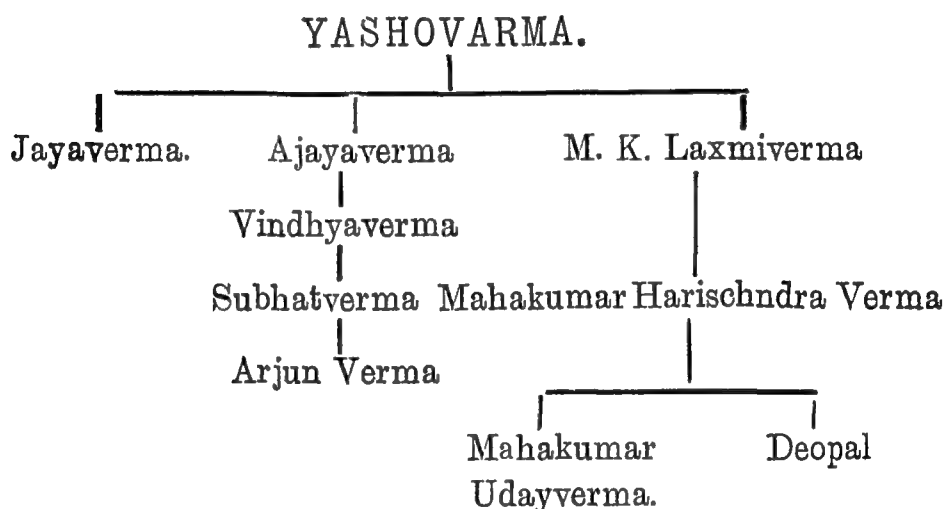 YASHOVARMA.
Jayaverma. Ajayaverma M. K. Laxmiverma
Vindhyaverma
Subhatverma Mahakumar Harischndra Verma
Arjun Verma
Mahakumar Deopal
Udayverma.